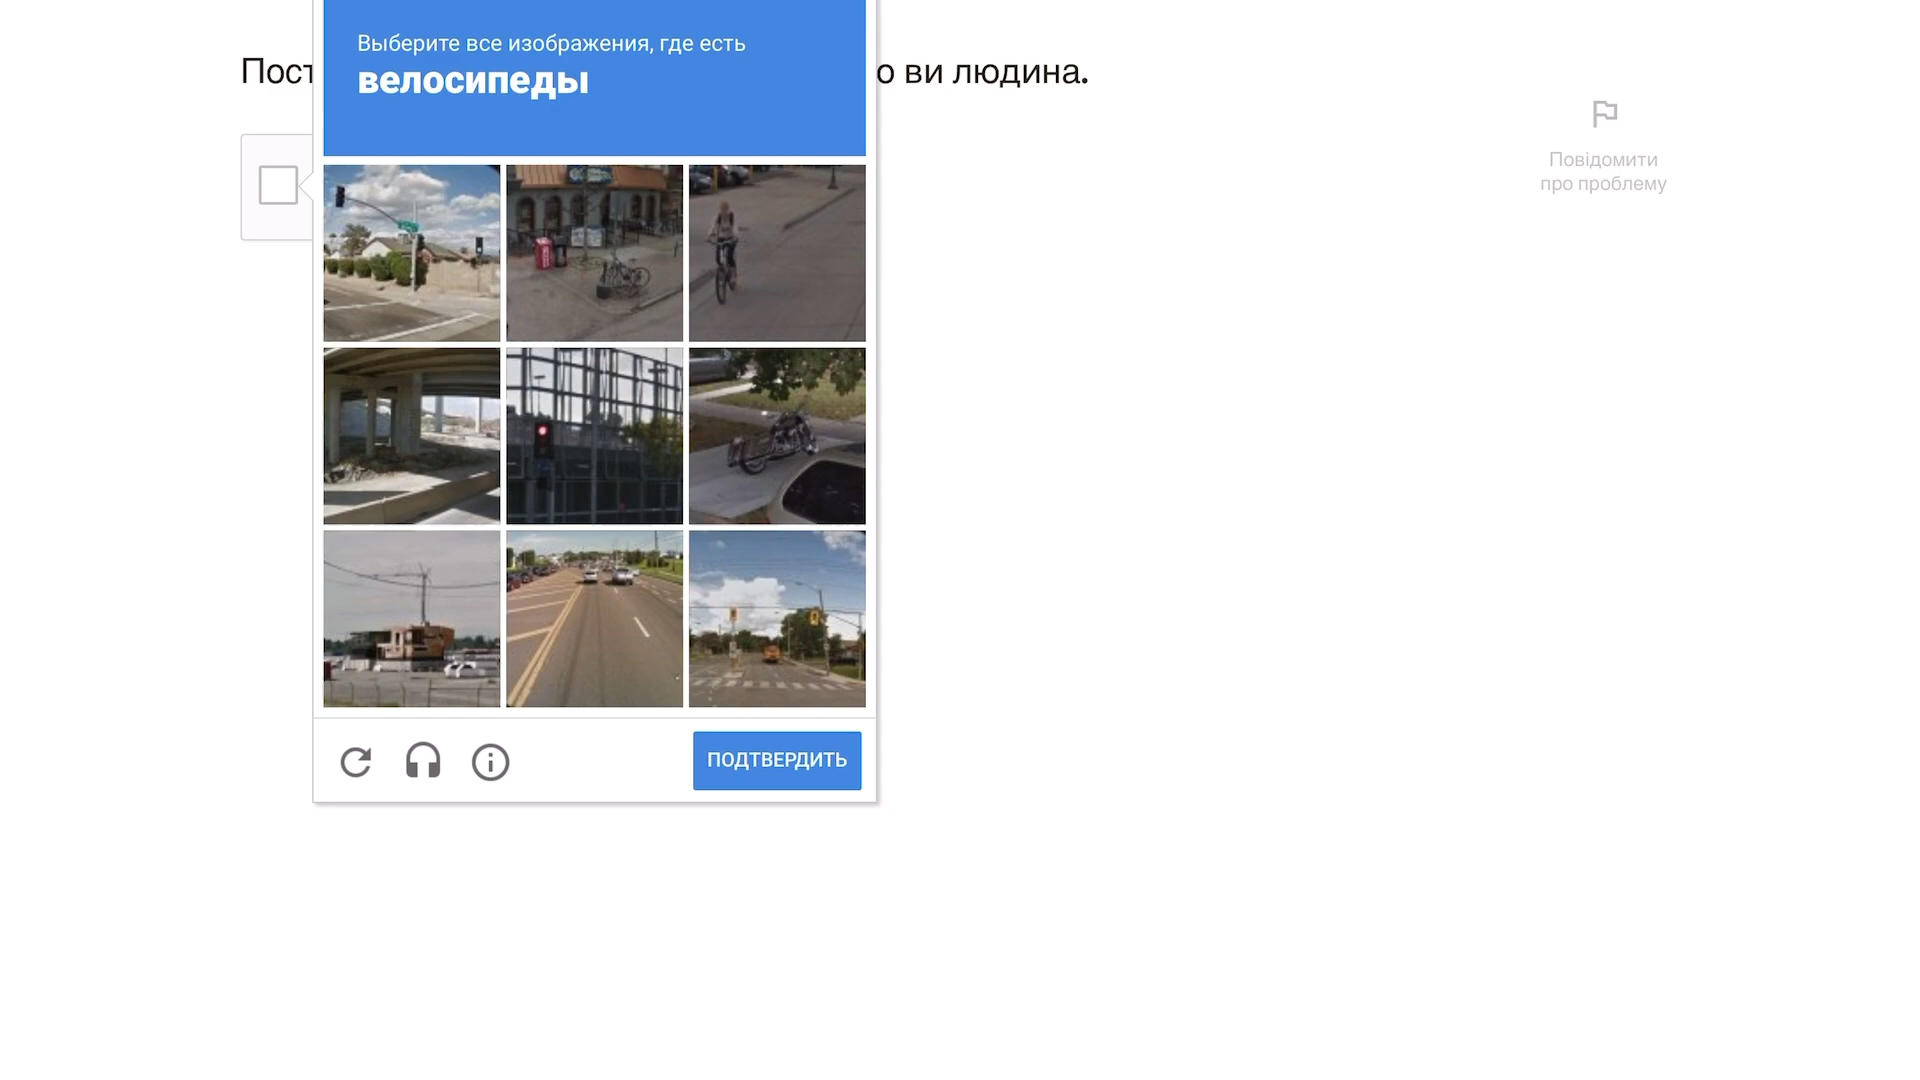 Выберите все изображения, где есть
велосипеды
Пост
о ви людина.
Повідомити
про проблему
ПОДТВЕРДИТЬ